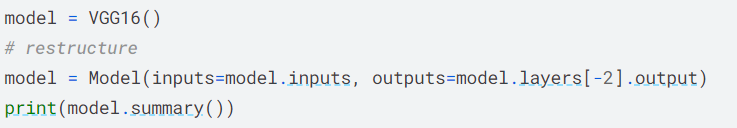 model = VGG16()
# restructure
model = Model(inputs=model.inputs, outputs=model.layers[-2].output)
print(model.summary())